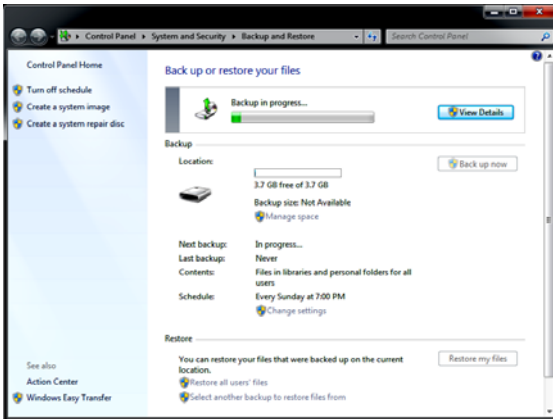 Control Panel ▸ System and Security ▸ Backup and Restore
Search Control Panel
Control Panel Home
Turn off schedule
Create a system image
Create a system repair disc
See also
Action Center
Windows Easy Transfer
Back up or restore your files
Backup in progress...
View Details
Backup
Location:
Back up now
3.7 GB free of 3.7 GB
Backup size: Not Available
Manage space
Next backup: In progress...
Last backup: Never
Contents: Files in libraries and personal folders for all
users
Schedule: Every Sunday at 7:00 PM
Change settings
Restore
You can restore your files that were backed up on the current
location.
Restore my files
Restore all users' files
Select another backup to restore files from